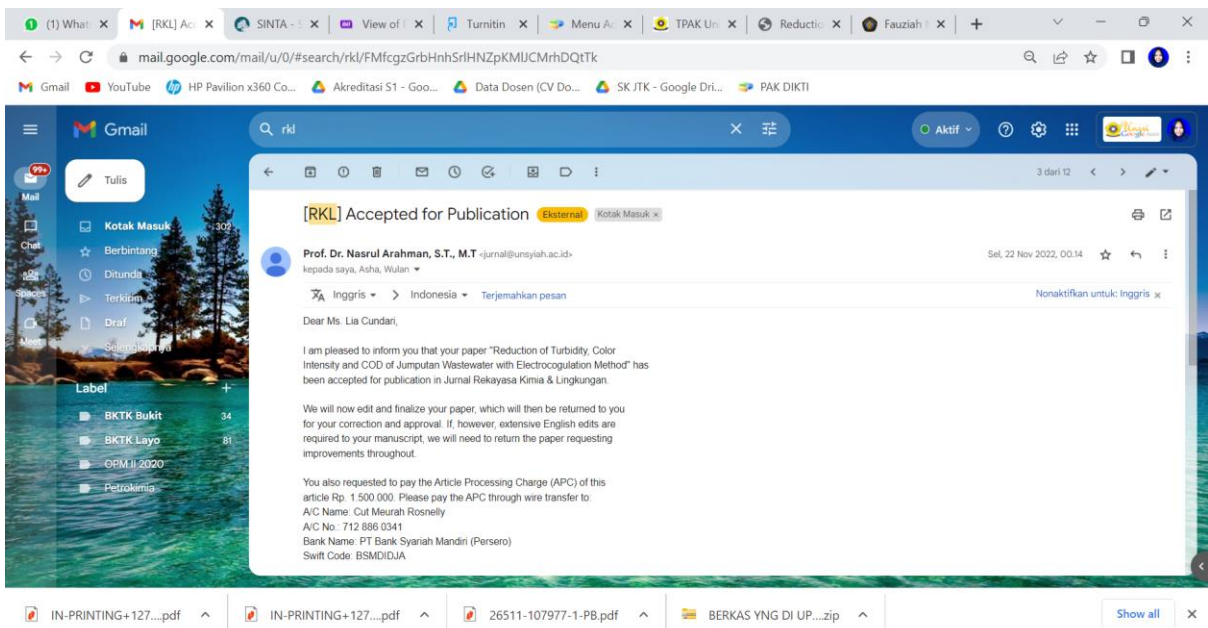 (1) What
[RKL] Ac
SINTA - S
View of
Turnitin
Menu A
TPAK Un
Reductio
Fauziah
mail.google.com/mail/u/0/#search/rkl/FMfcgzGrbHnhSrlHNZpKMlJCMrhDQtTk
Gmail
YouTube
HP Pavilion x360 Co...
Akreditasi S1 - Goo...
Data Dosen (CV Do...
SK JTK - Google Dri...
PAK DIKTI
Gmail
rkl
Aktif
99+
Mail
Chat
Spaces
Meet
Tulis
Kotak Masuk 302
Berbintang
Ditunda
Terkirim
Draf
Selengkapnya
Label
BKTK Bukit 34
BKTK Layo 81
OPM II 2020
Petrokimia
3 dari 12
[RKL] Accepted for Publication Eksternal Kotak Masuk x
Prof. Dr. Nasrul Arahman, S.T., M.T <jurnal@unsyiah.ac.id>
Sel, 22 Nov 2022, 00.14
kepada saya, Asha, Wulan
Inggris > Indonesia Terjemahkan pesan
Nonaktifkan untuk: Inggris x
Dear Ms. Lia Cundari,
I am pleased to inform you that your paper "Reduction of Turbidity, Color
Intensity and COD of Jumputan Wastewater with Electrocogulation Method" has
been accepted for publication in Jurnal Rekayasa Kimia & Lingkungan.
We will now edit and finalize your paper, which will then be returned to you
for your correction and approval. If, however, extensive English edits are
required to your manuscript, we will need to return the paper requesting
improvements throughout.
You also requested to pay the Article Processing Charge (APC) of this
article Rp. 1.500.000. Please pay the APC through wire transfer to:
A/C Name: Cut Meurah Rosnelly
A/C No.: 712 886 0341
Bank Name: PT Bank Syariah Mandiri (Persero)
Swift Code: BSMDIDJA
IN-PRINTING+127....pdf
IN-PRINTING+127....pdf
26511-107977-1-PB.pdf
BERKAS YNG DI UP....zip
Show all